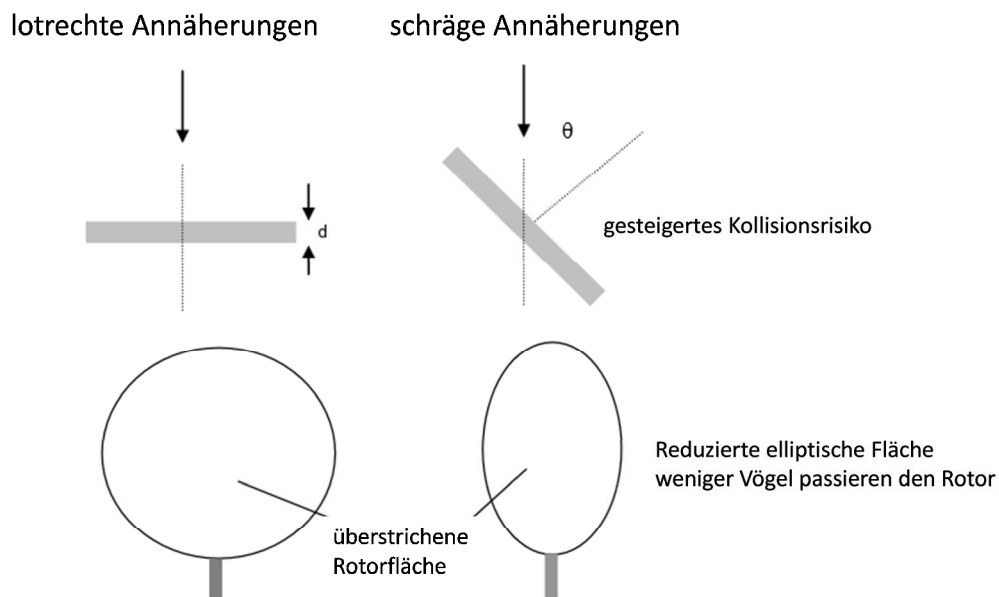 lotrechte Annäherungen
schräge Annäherungen
θ
d
gesteigertes Kollisionsrisiko
Reduzierte elliptische Fläche
weniger Vögel passieren den Rotor
überstrichene
Rotorfläche